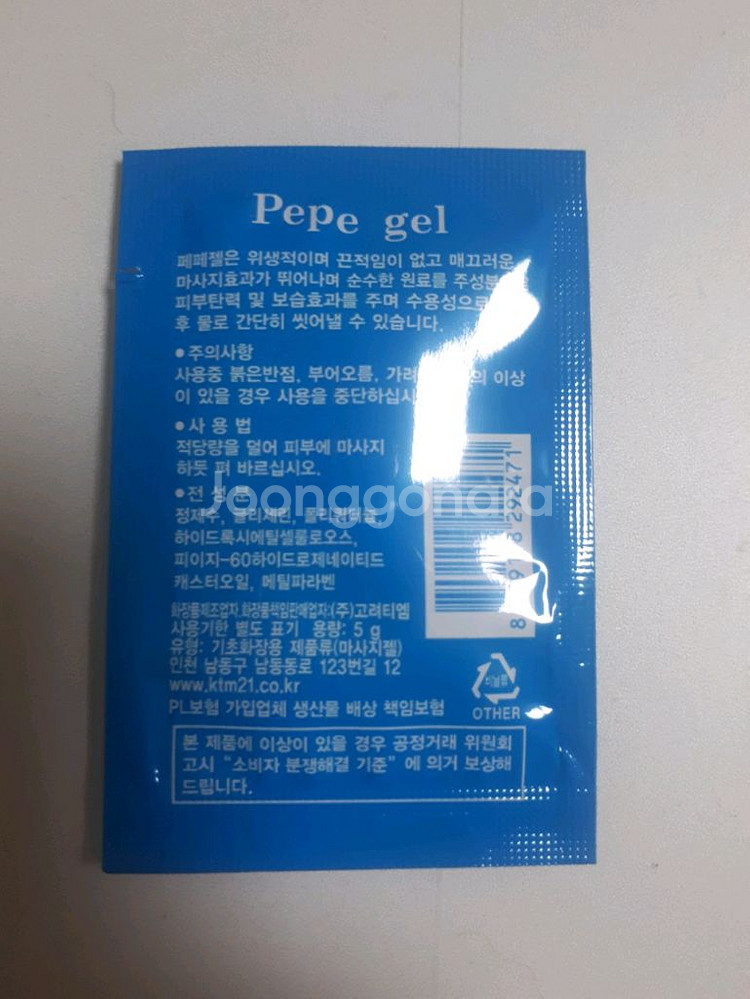 Pepe gel
페페젤은 위생적이며 끈적임이 없고 매끄러운
마사지효과가 뛰어나며 순수한 원료를
피부탄력 및 보습효과를 주며
후 물로 간단히 씻어낼 수 있습니다.
●주의사항
사용중 붉은반점, 부어오름, 이상
이 있을 경우 사용을
●사 용 법
적당량을 덜어 피부에 마사지
하듯 펴 바르십시오.
●전 성 분
정제수, 글리세린,
하이드록시에틸셀룰로오스,
피이지-60하이드로제네이티드
캐스터오일, 메틸파라벤
화장품제조업자,화장품책임판매업자:(주)고려티엠
사용기한 별도 표기 용량: 5 g
유형: 기초화장용 제품류(마사지젤)
인천 남동구 남동동로 123번길 12
www.ktm21.co.kr
PL보험 가입업체 생산물 배상 책임보험
OTHER
본 제품에 이상이 있을 경우 공정거래 위원회
고시 "소비자 분쟁해결 기준" 에 의거 보상해
드립니다.
Joonggonara